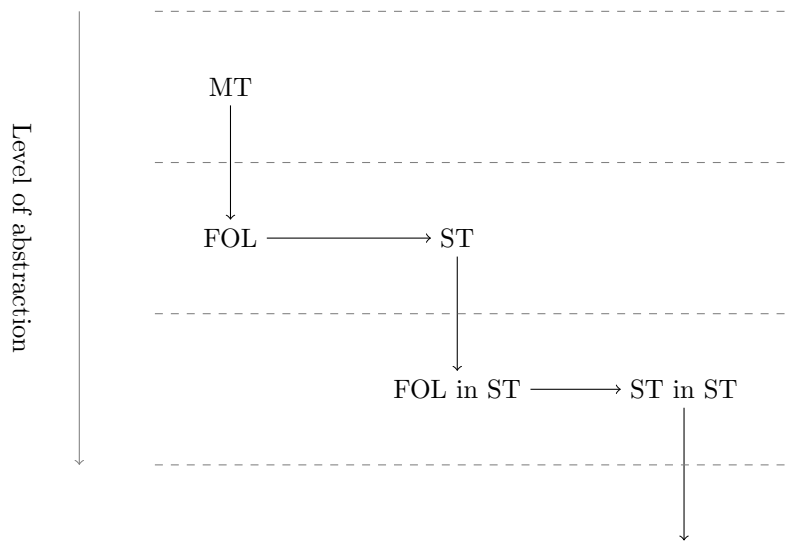 MT
Level of abstraction
FOL
ST
FOL in ST
ST in ST